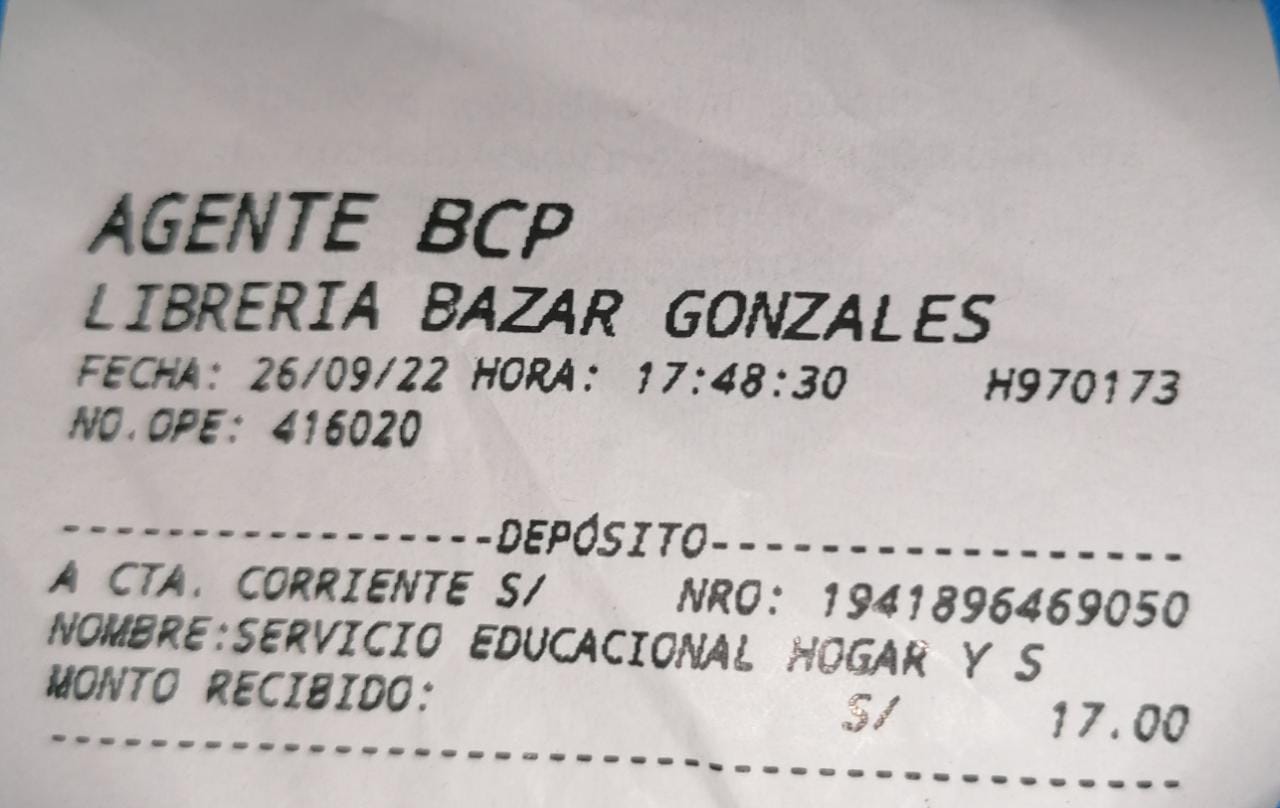 AGENTE BCP
LIBRERIA BAZAR GONZALES
FECHA: 26/09/22 HORA: 17:48:30 H970173
NO.OPE: 416020
-----------------DEPÓSITO-------------------
A CTA. CORRIENTE S/ NRO: 1941896469050
NOMBRE:SERVICIO EDUCACIONAL HOGAR Y S
MONTO RECIBIDO: S/ 17.00
--------------------------------------------